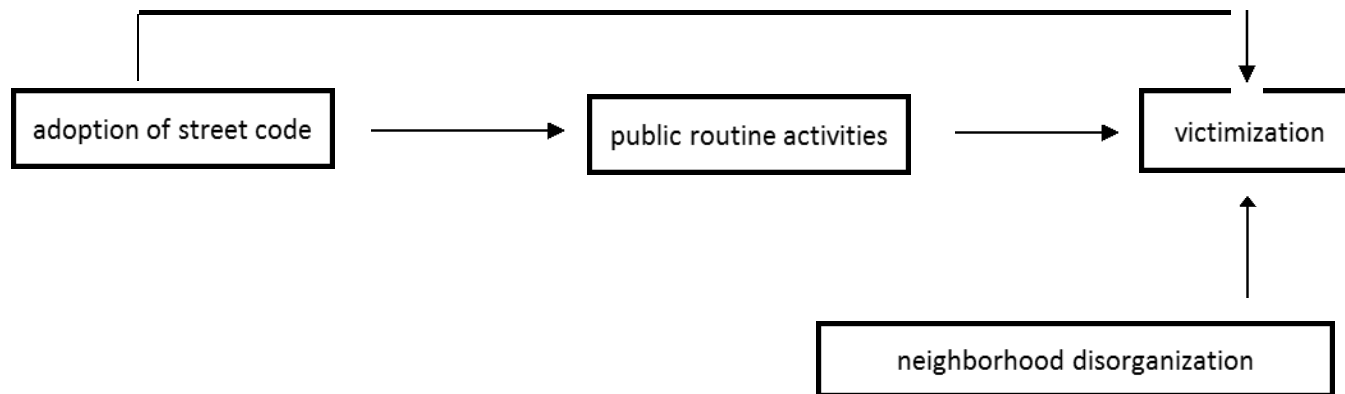 adoption of street code
public routine activities
victimization
neighborhood disorganization